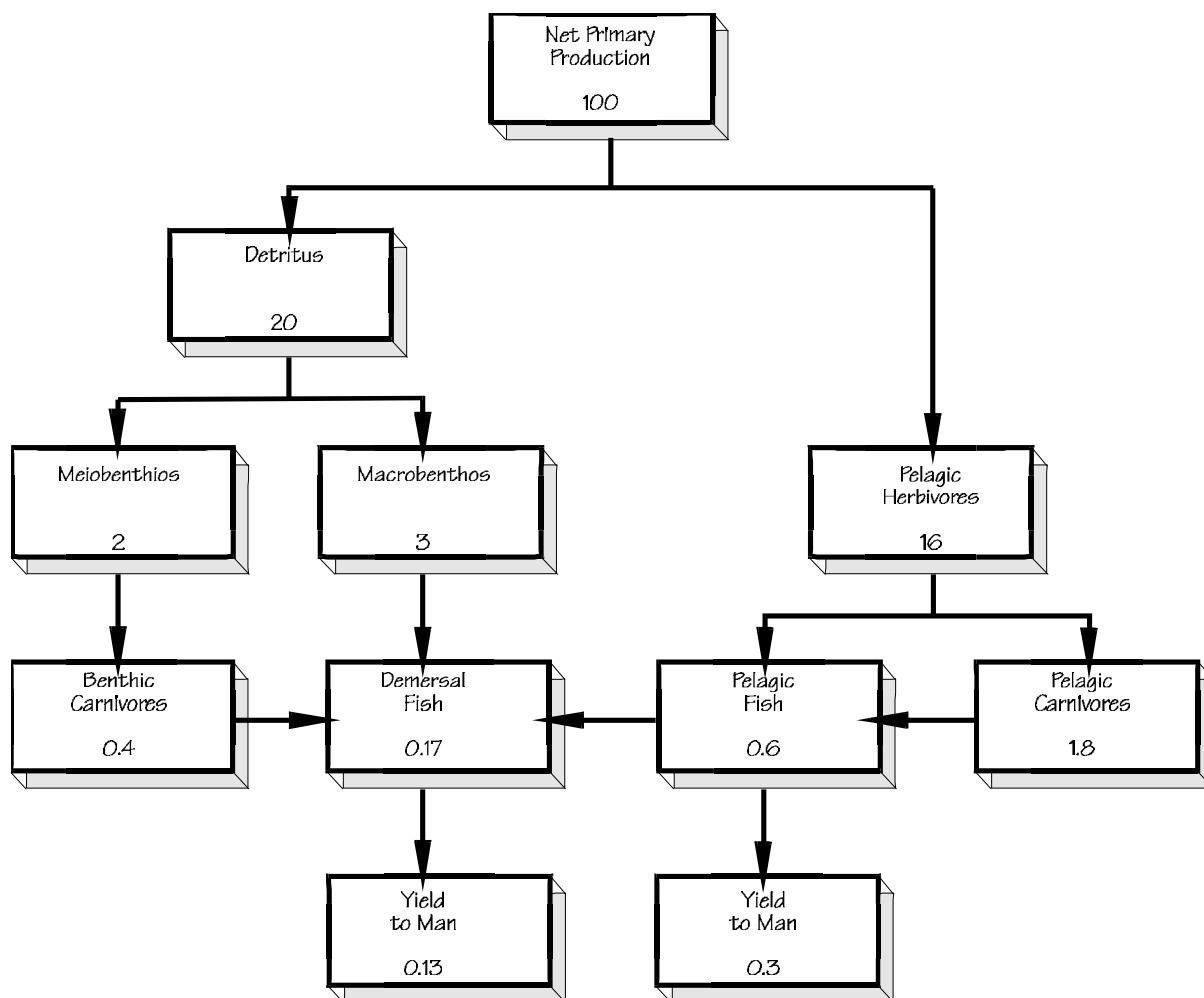 Net Primary
Production
100
Detritus
20
Meiobenthios
2
Macrobenthos
3
Pelagic
Herbivores
16
Benthic
Carnivores
0.4
Demersal
Fish
0.17
Pelagic
Fish
0.6
Pelagic
Carnivores
1.8
Yield
to Man
0.13
Yield
to Man
0.3